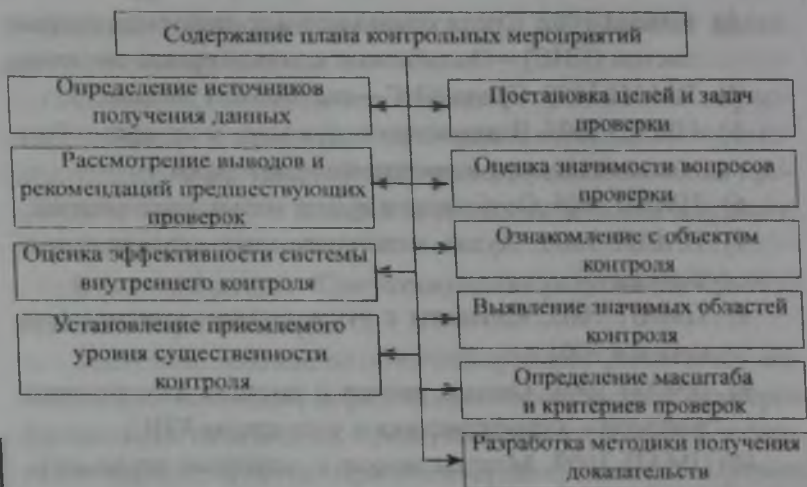 Содержание плана контрольных мероприятий
Определение источников
получения данных
Рассмотрение выводов и
рекомендаций предшествующих
проверок
Оценка эффективности системы
внутреннего контроля
Установление приемлемого
уровня существенности
контроля
Постановка целей и задач
проверки
Оценка значимости вопросов
проверки
Ознакомление с объектом
контроля
Выявление значимых областей
контроля
Определение масштаба
и критериев проверок
Разработка методики получения
доказательств